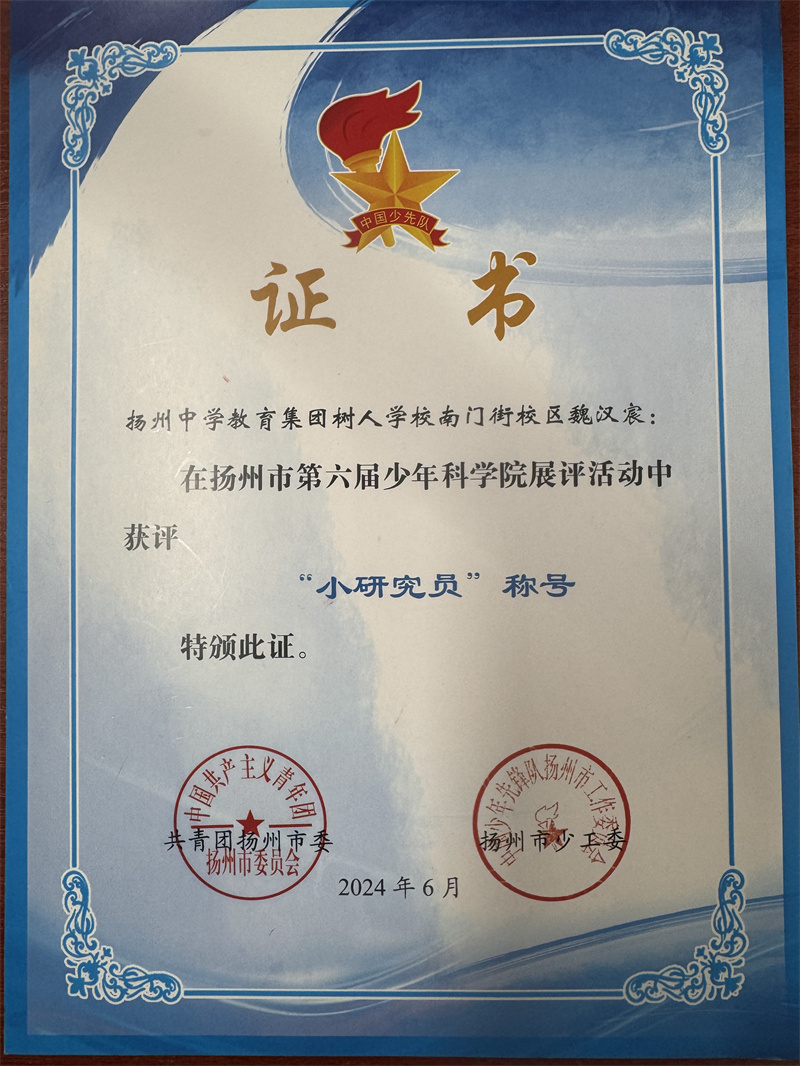 中国少先队
证书
扬州中学教育集团树人学校南门街校区魏汉宸：
在扬州市第六届少年科学院展评活动中
获评
“小研究员”称号
特颁此证。
中国共产主义青年团
扬州市委员会
共青团扬州市委
中国少年先锋队扬州市工作委员会
扬州市少工委
2024 年 6 月